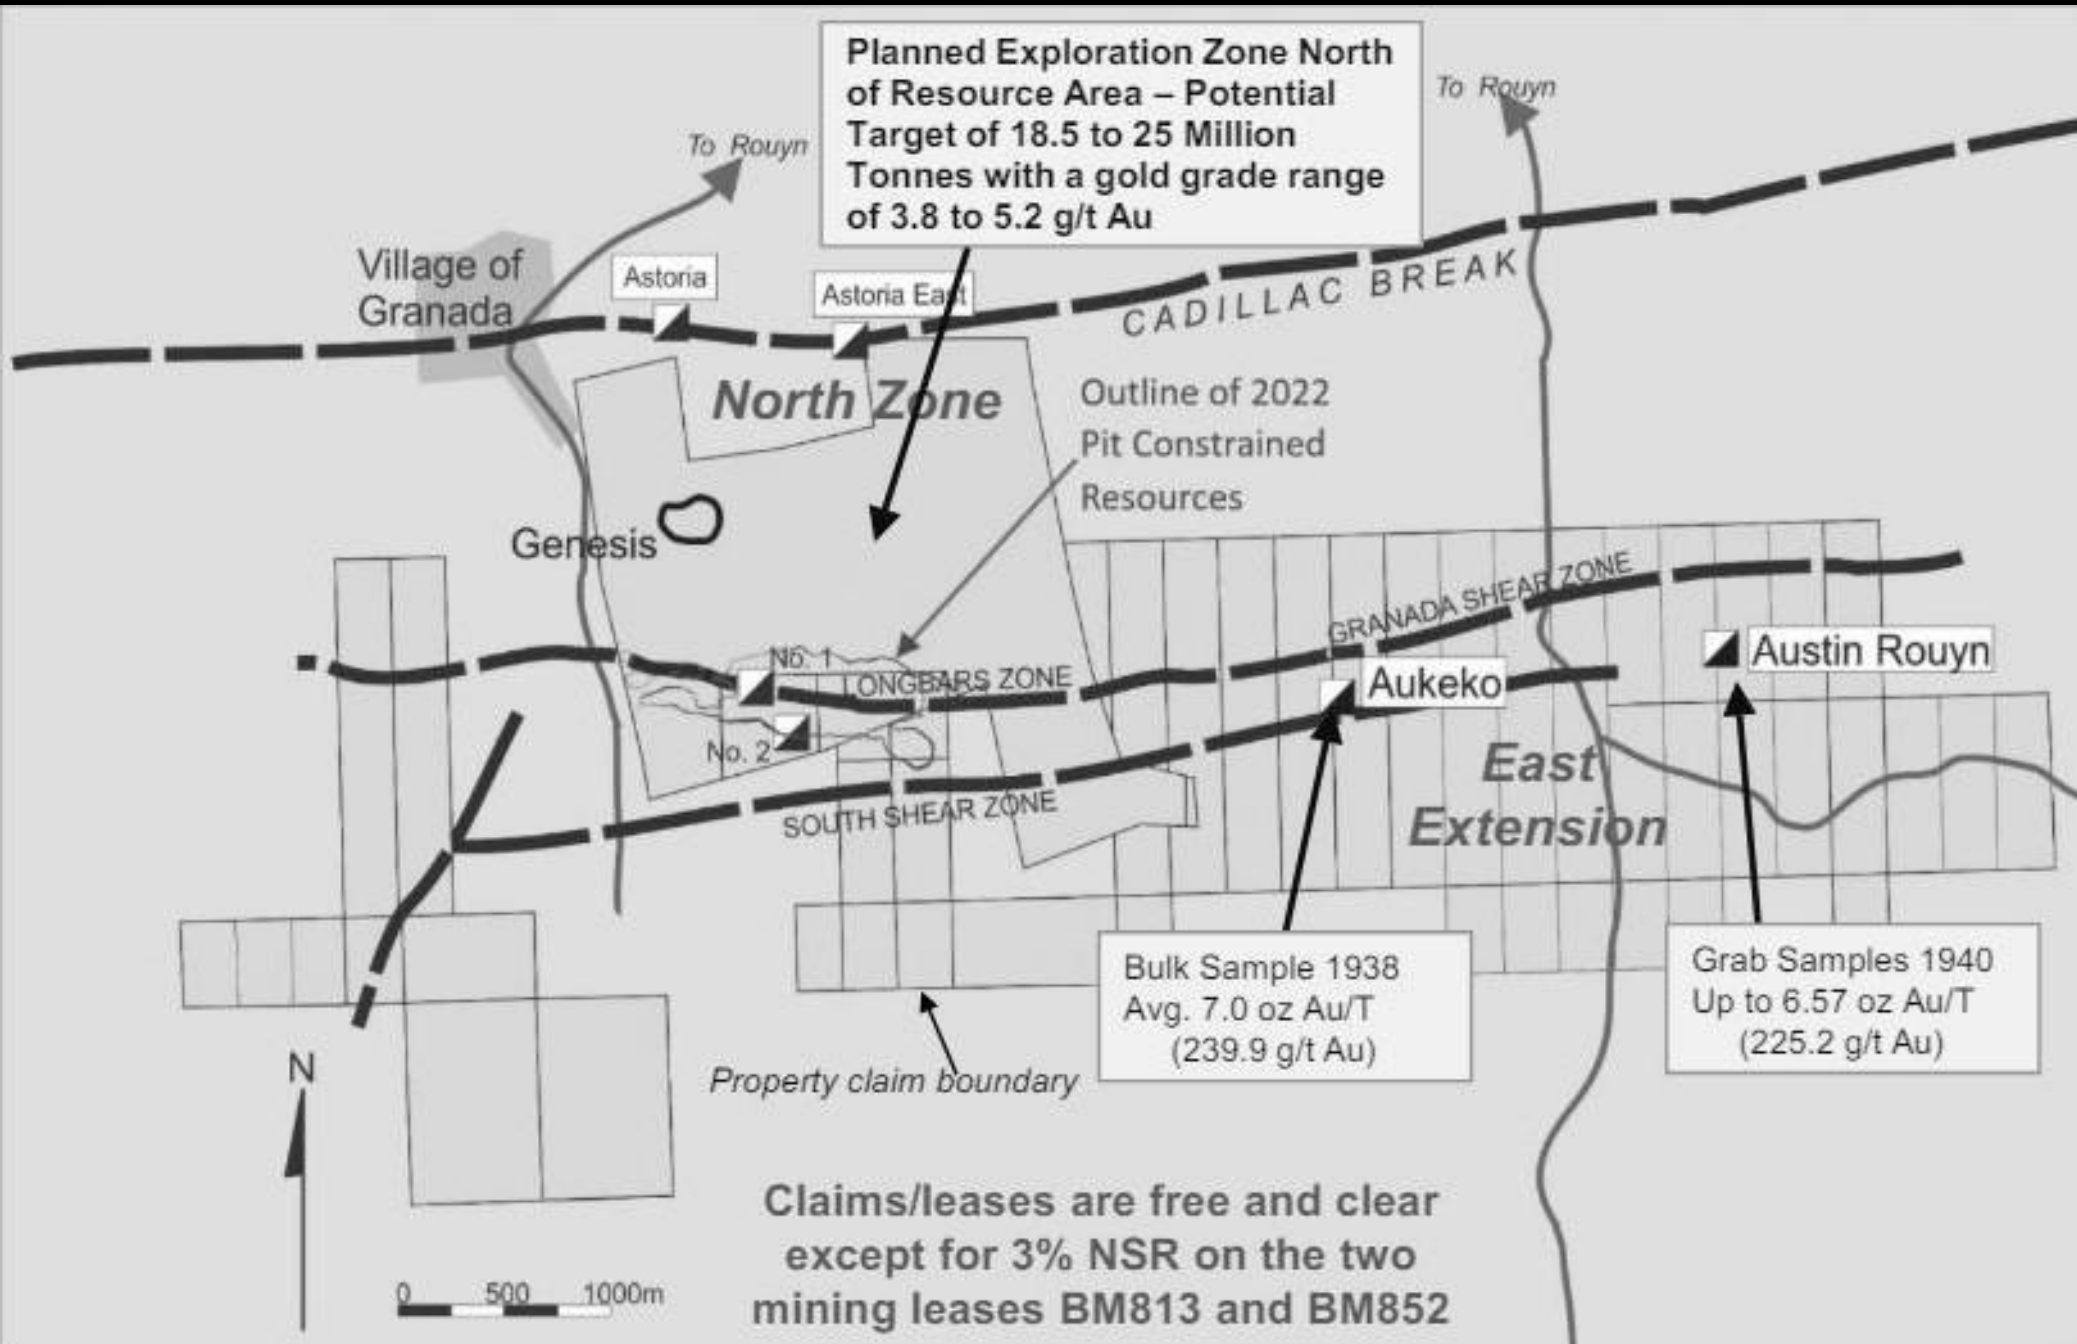 Planned Exploration Zone North
of Resource Area – Potential
Target of 18.5 to 25 Million
Tonnes with a gold grade range
of 3.8 to 5.2 g/t Au
To Rouyn
To Rouyn
Village of
Granada
Astoria
Astoria East
CADILLAC BREAK
North Zone
Outline of 2022
Pit Constrained
Resources
Genesis
GRANADA SHEAR ZONE
No. 1
LONGBARS ZONE
Aukeko
Austin Rouyn
No. 2
SOUTH SHEAR ZONE
East
Extension
Bulk Sample 1938
Avg. 7.0 oz Au/T
(239.9 g/t Au)
Grab Samples 1940
Up to 6.57 oz Au/T
(225.2 g/t Au)
Property claim boundary
N
0 500 1000m
Claims/leases are free and clear
except for 3% NSR on the two
mining leases BM813 and BM852